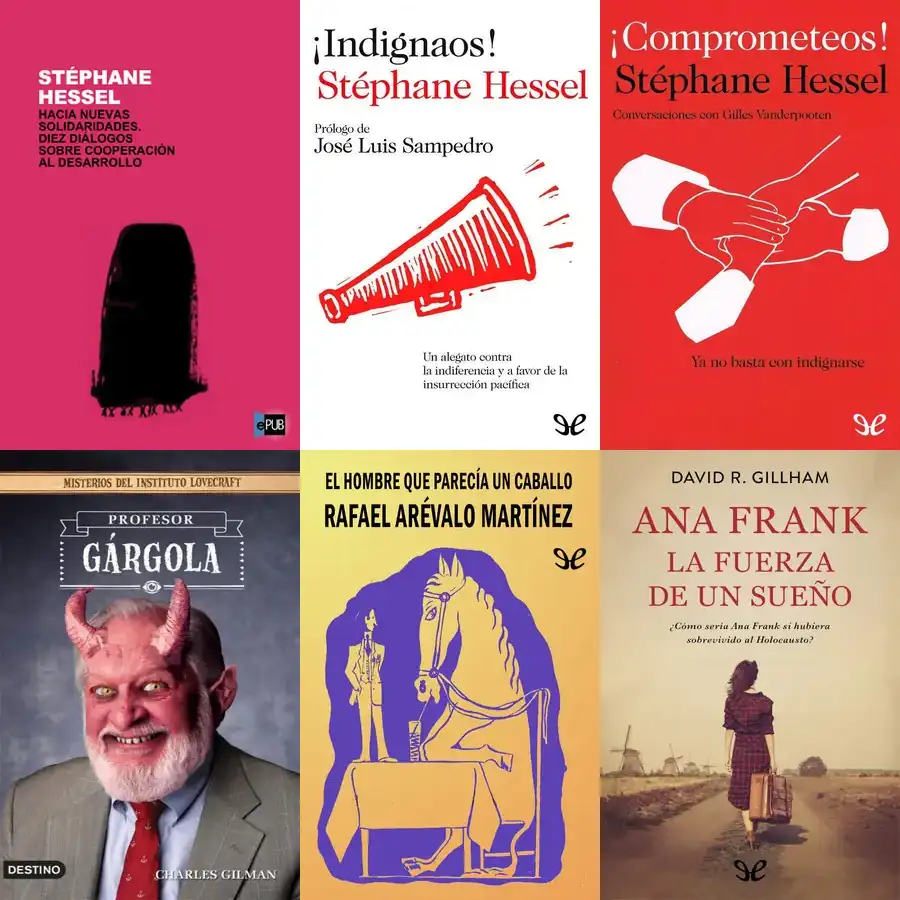 STÉPHANE
HESSEL
HACIA NUEVAS
SOLIDARIDADES.
DIEZ DIÁLOGOS
SOBRE COOPERACIÓN
AL DESARROLLO
ePUB
¡Indignaos!
Stéphane Hessel
Prólogo de
José Luis Sampedro
Un alegato contra
la indiferencia y a favor de la
insurrección pacífica
¡Comprometeos!
Stéphane Hessel
Conversaciones con Gilles Vanderpooten
Ya no basta con indignarse
MISTERIOS DEL INSTITUTO LOVECRAFT
PROFESOR
GÁRGOLA
DESTINO
CHARLES GILMAN
EL HOMBRE QUE PARECÍA UN CABALLO
RAFAEL ARÉVALO MARTÍNEZ
DAVID R. GILLHAM
ANA FRANK
LA FUERZA
DE UN SUEÑO
¿Cómo sería Ana Frank si hubiera
sobrevivido al Holocausto?